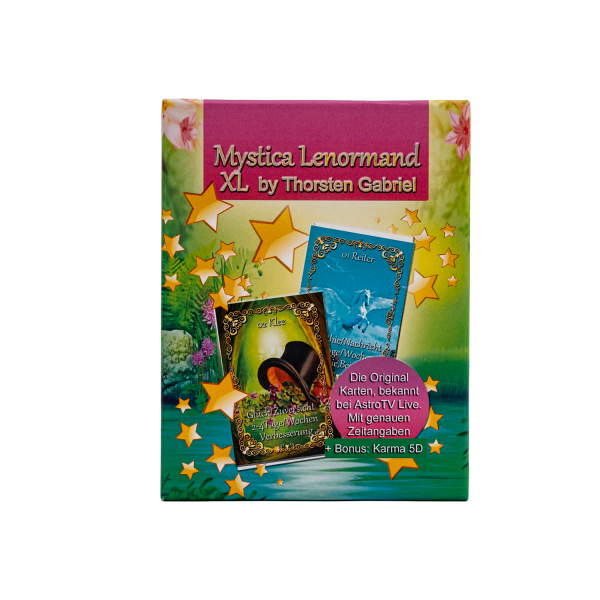 Mystica Lenormand
XL by Thorsten Gabriel
01 Reiter
02 Klee
Glück/Zuversicht
2-4 Tage/Wochen
Verbesserung
Die Original
Karten, bekannt
bei AstroTV Live.
Mit genauen
Zeitangaben
+ Bonus: Karma 5D